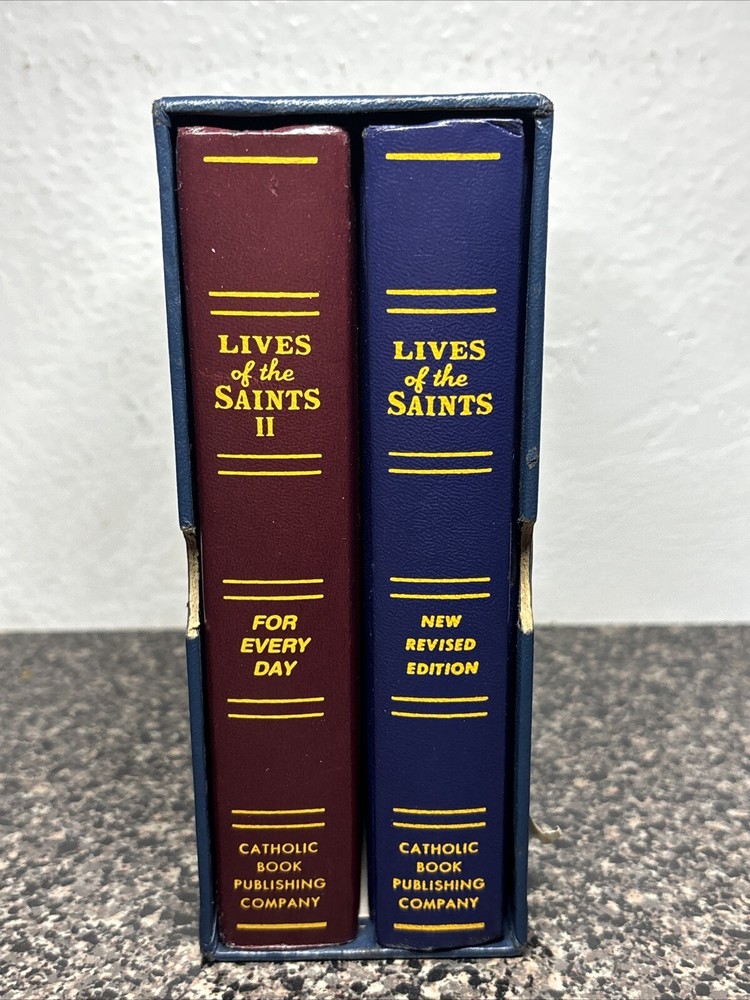 LIVES
of the
SAINTS
II
FOR
EVERY
DAY
CATHOLIC
BOOK
PUBLISHING
COMPANY
LIVES
of the
SAINTS
NEW
REVISED
EDITION
CATHOLIC
BOOK
PUBLISHING
COMPANY